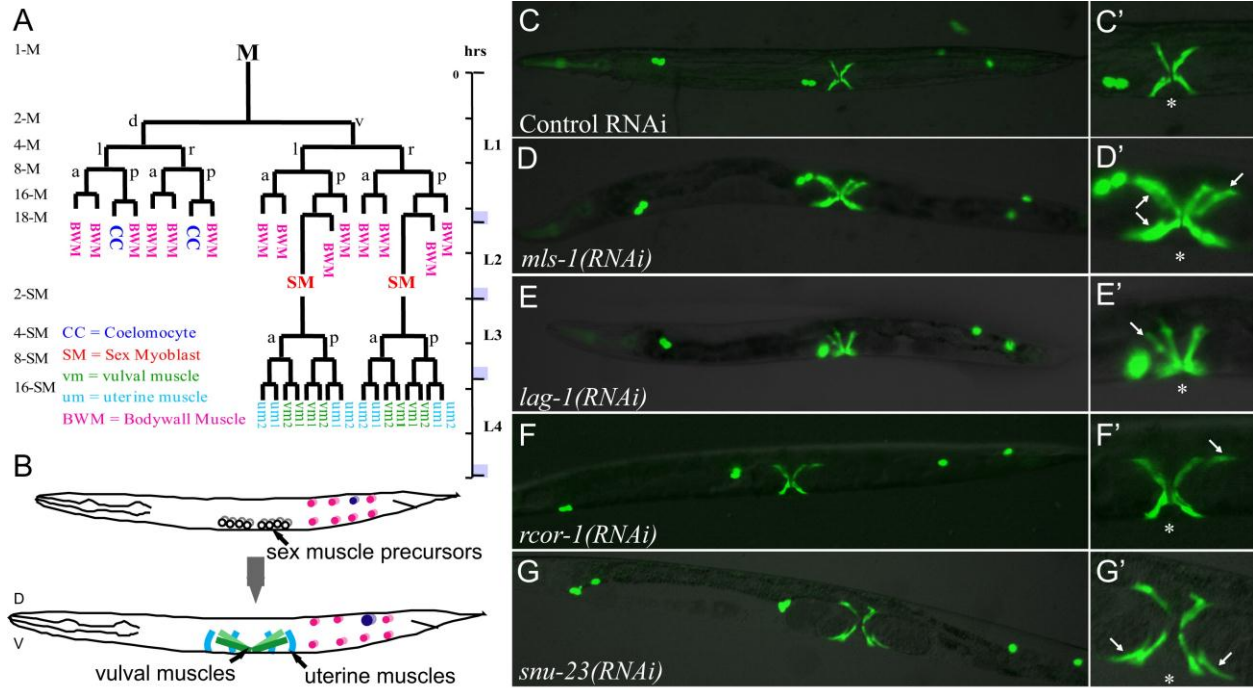 A
1-M
M
hrs
0
2-M
d
v
4-M
l
r
l
r
L1
8-M
a
p
a
p
a
p
a
p
16-M
18-M
BWM
BWM
CC
BWM
BWM
BWM
CC
BWM
BWM
BWM
BWM
BWM
BWM
BWM
BWM
BWM
L2
SM
SM
2-SM
4-SM
a
p
a
p
L3
8-SM
16-SM
um2
um1
vm2
vm1
vm1
vm2
um1
um2
um2
um1
vm2
vm1
vm1
vm2
um1
um2
L4
CC = Coelomocyte
SM = Sex Myoblast
vm = vulval muscle
um = uterine muscle
BWM = Bodywall Muscle
B
sex muscle precursors
D
V
vulval muscles
uterine muscles
C
Control RNAi
C'
*
D
mls-1(RNAi)
D'
*
E
lag-1(RNAi)
E'
*
F
rcor-1(RNAi)
F'
*
G
snu-23(RNAi)
G'
*